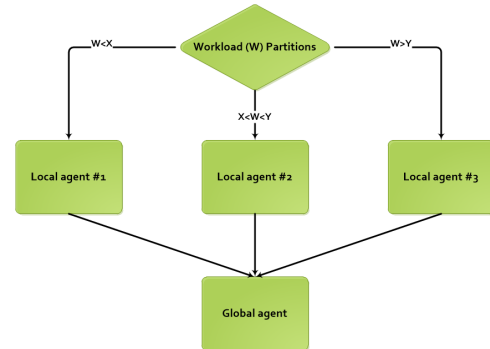 Workload (W) Partitions
W<X
W>Y
X<W<Y
Local agent #1
Local agent #2
Local agent #3
Global agent